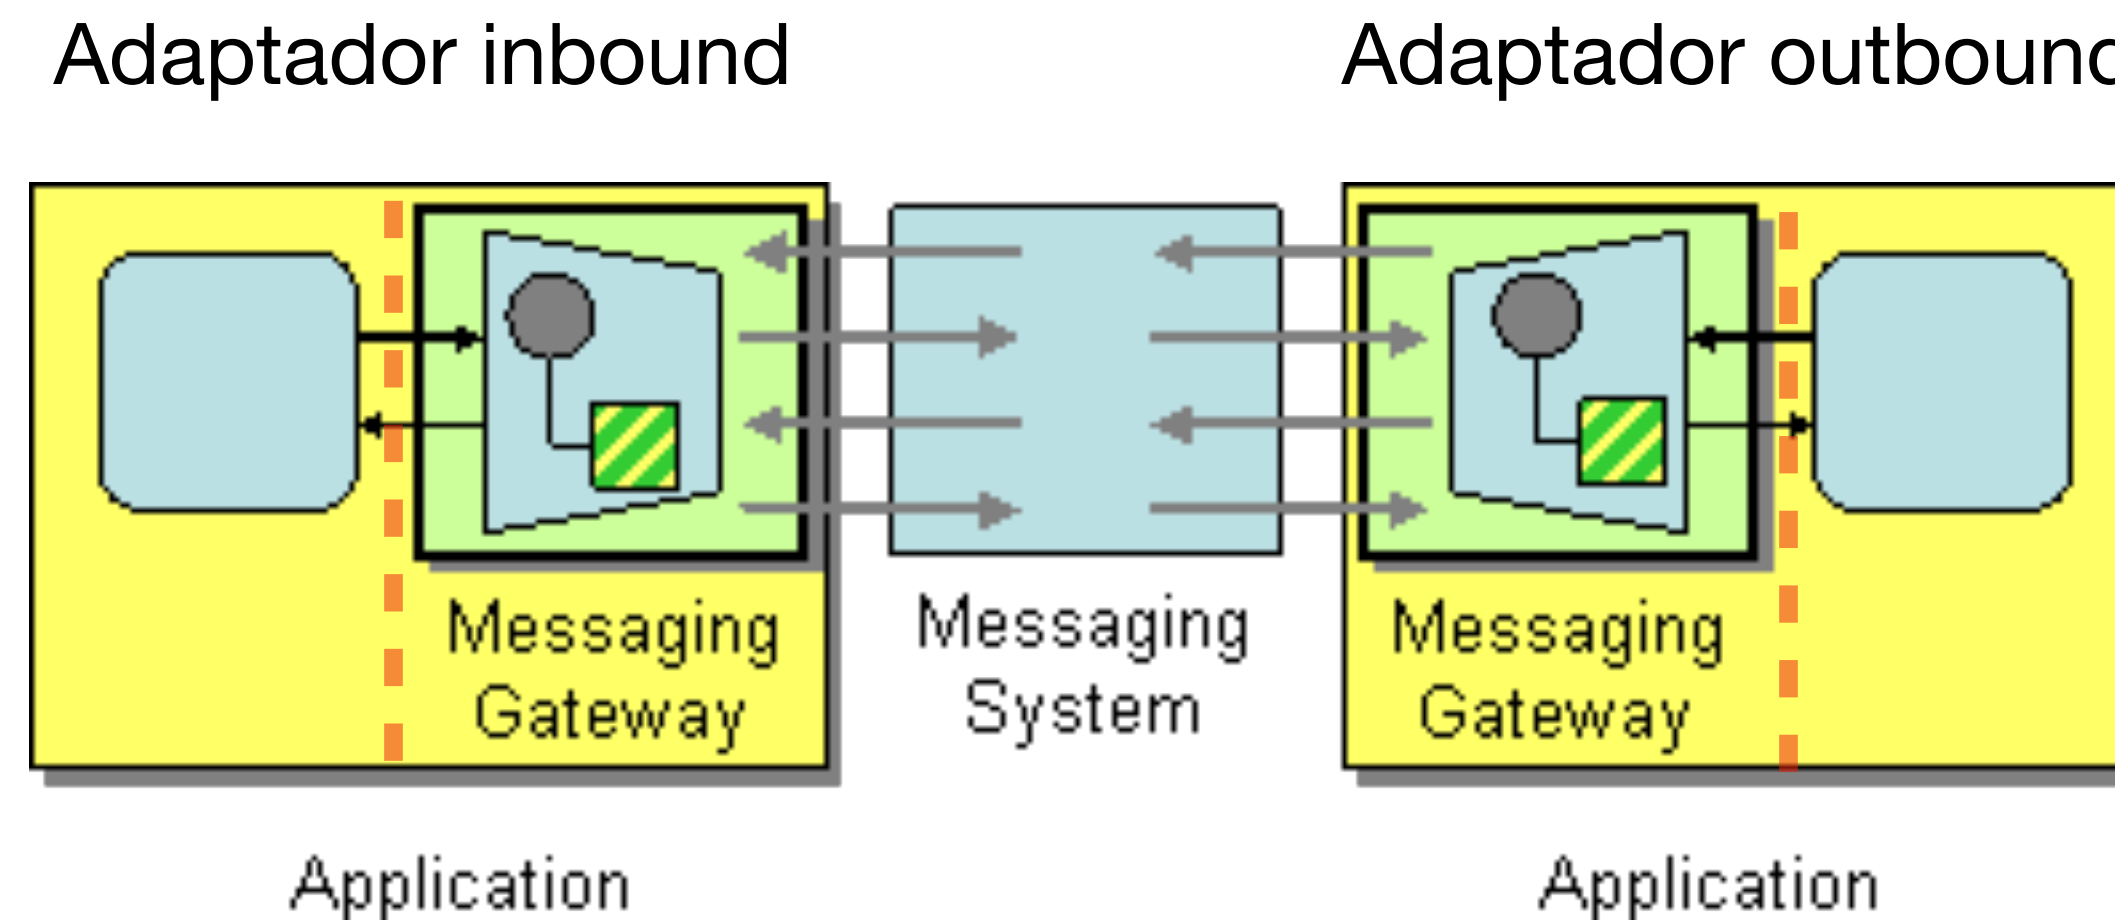 Adaptador inbound
Adaptador outbound
Messaging
Gateway
Messaging
System
Messaging
Gateway
Application
Application